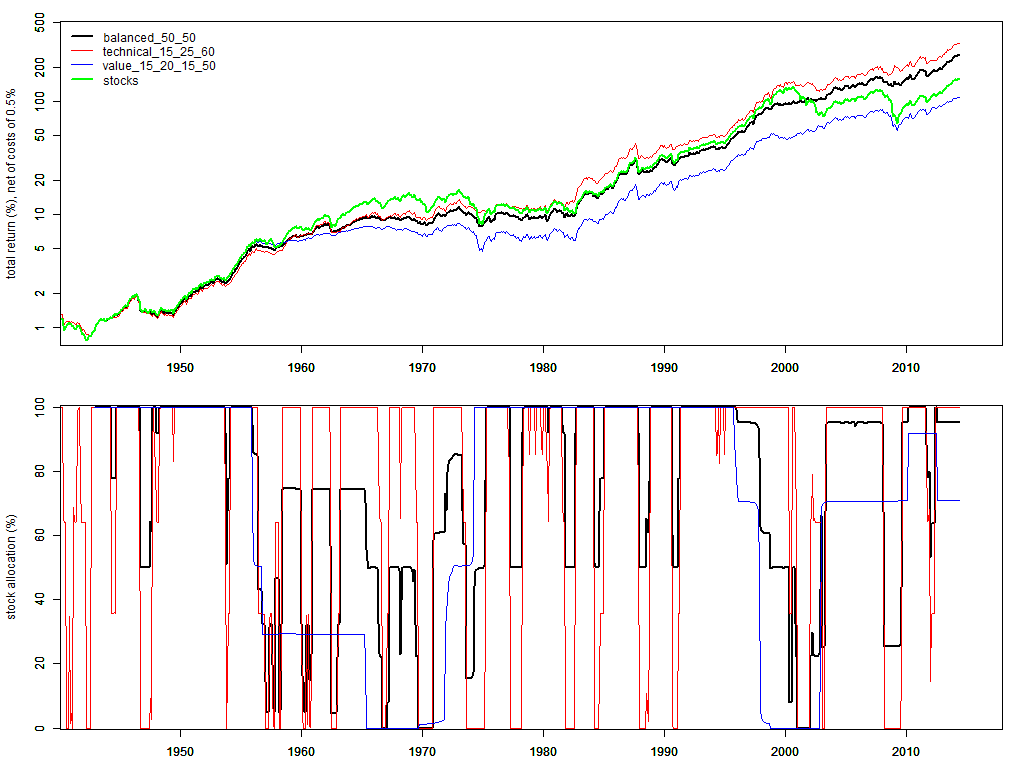 total return (%), net of costs of 0.5%
500
200
100
50
20
10
5
2
1
balanced_50_50
technical_15_25_60
value_15_20_15_50
stocks
1950 1960 1970 1980 1990 2000 2010
stock allocation (%)
100
80
60
40
20
0
1950 1960 1970 1980 1990 2000 2010